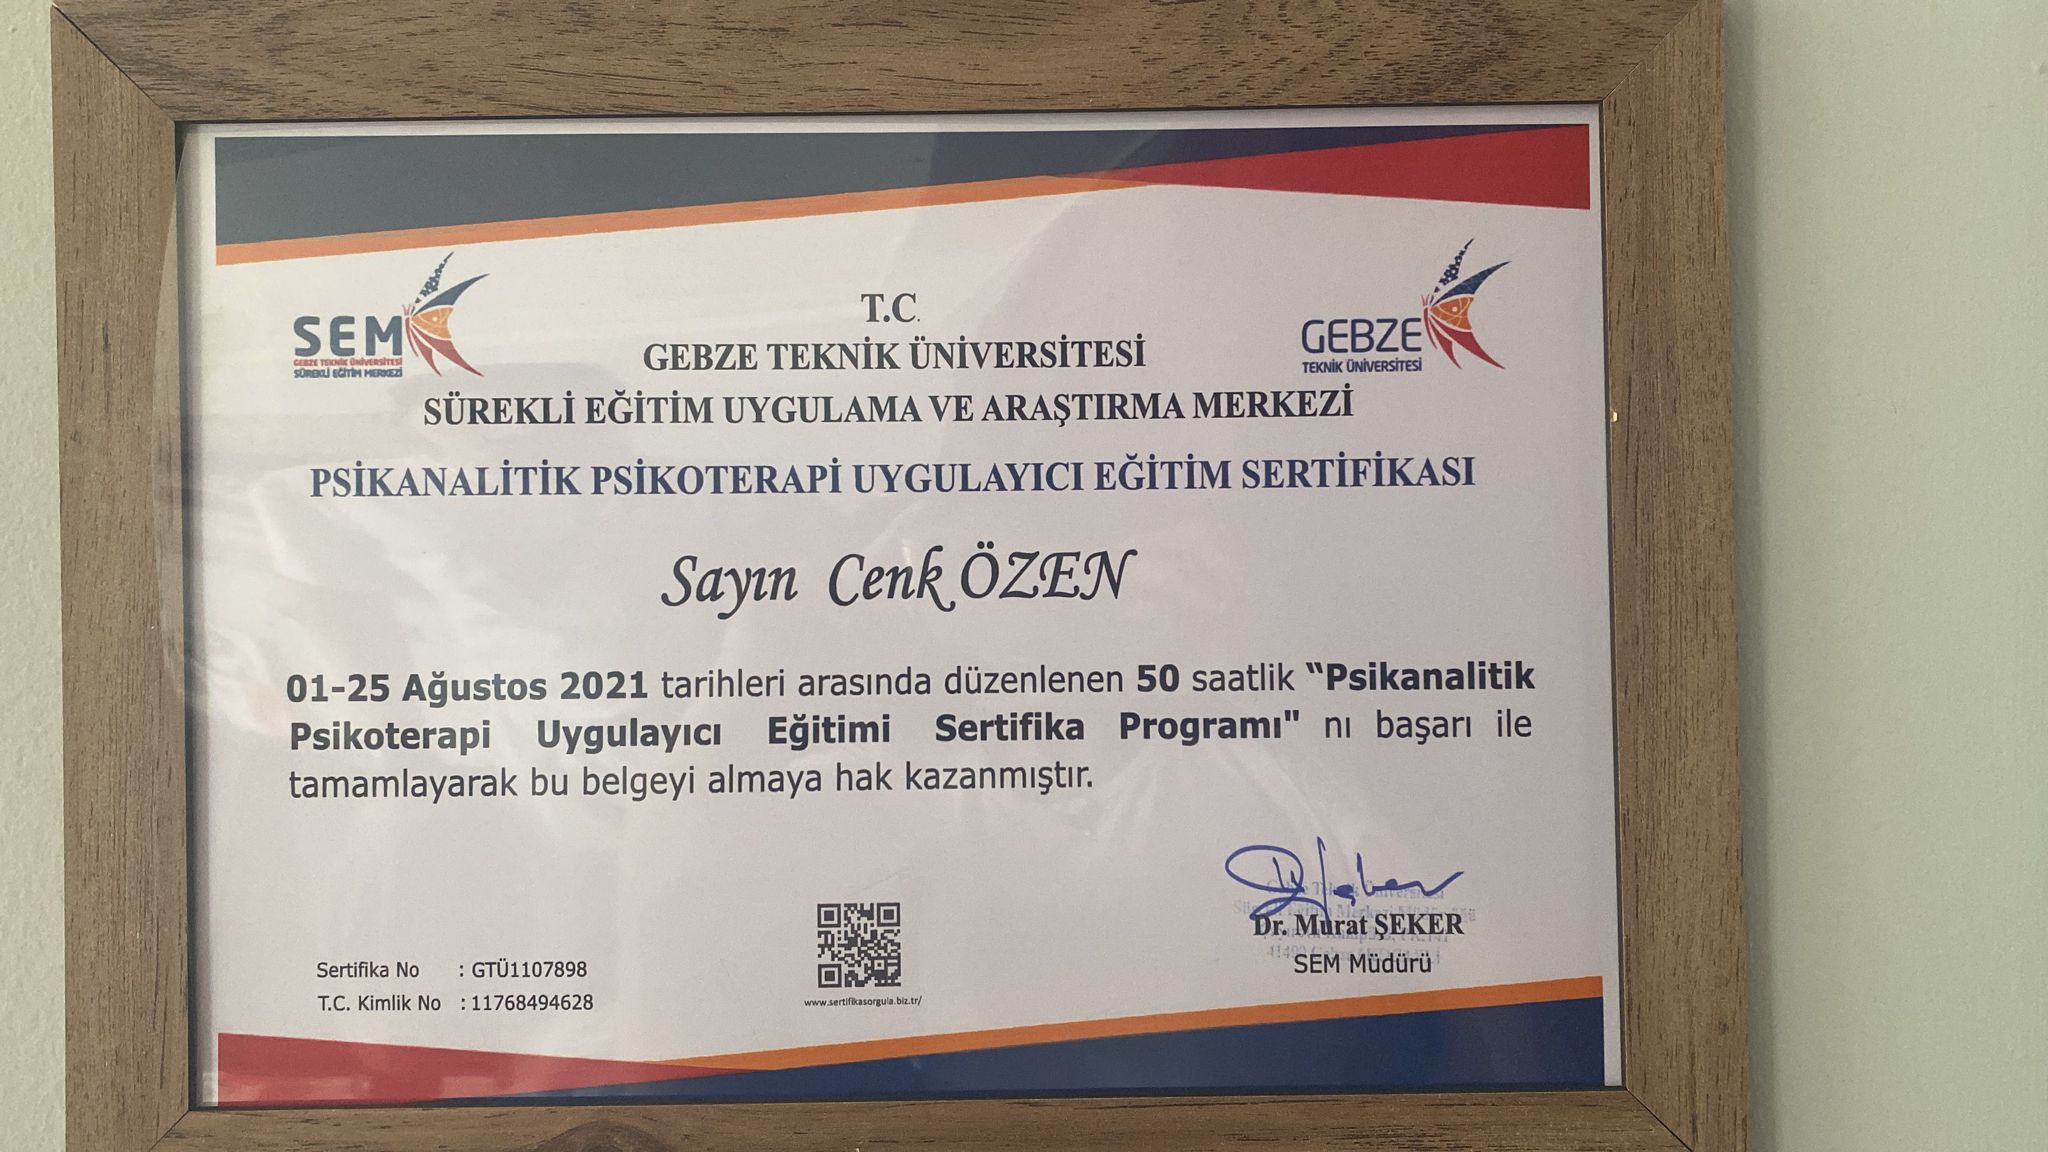 SEM
GEBZE TEKNİK ÜNİVERSİTESİ
SÜREKLİ EĞİTİM MERKEZİ
GEBZE
TEKNİK ÜNİVERSİTESİ
T.C.
GEBZE TEKNİK ÜNİVERSİTESİ
SÜREKLİ EĞİTİM UYGULAMA VE ARAŞTIRMA MERKEZİ
PSİKANALİTİK PSİKOTERAPİ UYGULAYICI EĞİTİM SERTİFİKASI
Sayın Cenk ÖZEN
01-25 Ağustos 2021 tarihleri arasında düzenlenen 50 saatlik “Psikanalitik
Psikoterapi Uygulayıcı Eğitimi Sertifika Programı" nı başarı ile
tamamlayarak bu belgeyi almaya hak kazanmıştır.
Dr. Murat ŞEKER
SEM Müdürü
Sertifika No : GTÜ1107898
T.C. Kimlik No : 11768494628
www.sertifikasorgula.biz.tr/